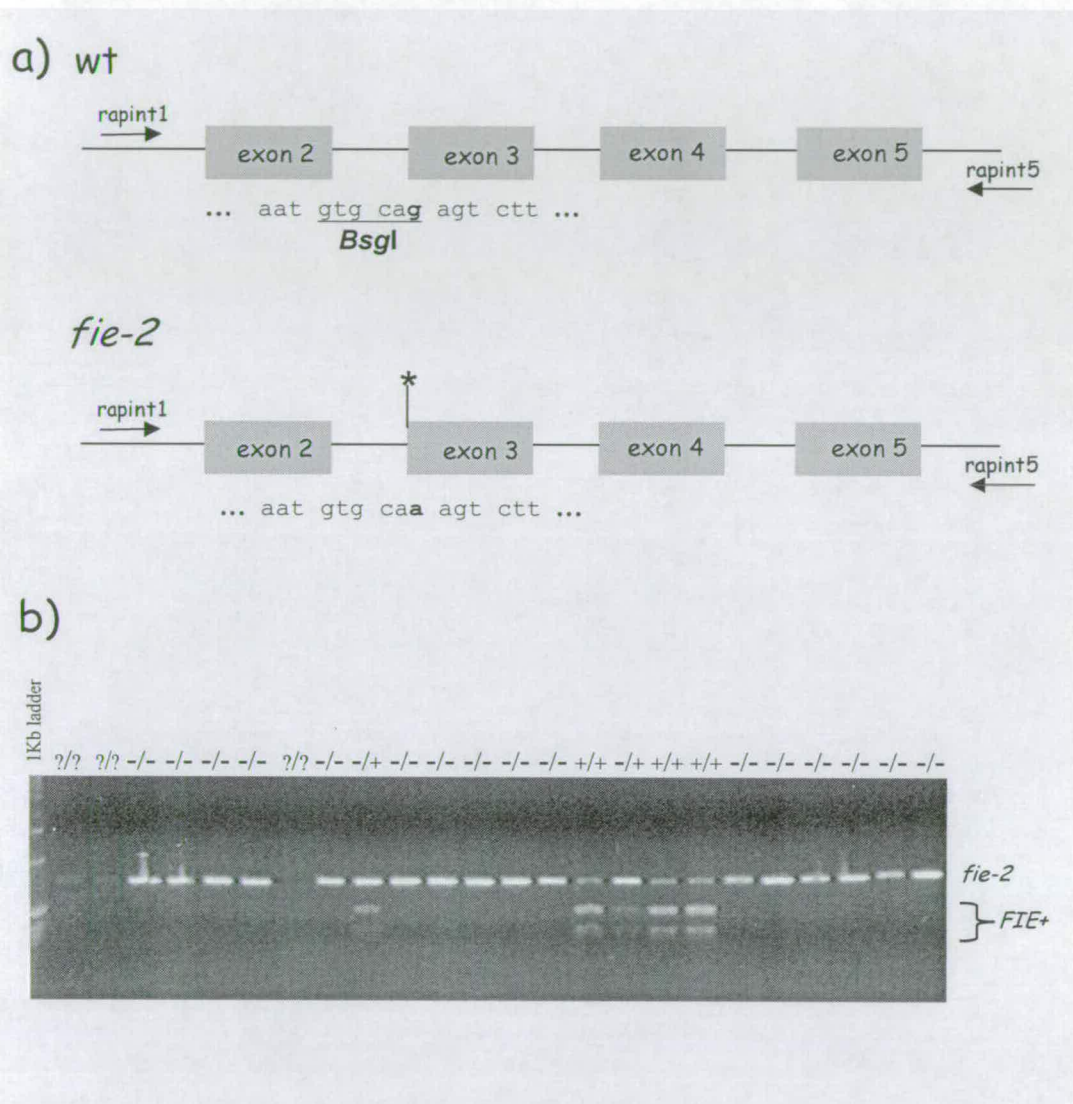 a) wt
rapint1
exon 2 exon 3 exon 4 exon 5
rapint5
... aat gtg cag agt ctt ...
BsgI
fie-2
*
rapint1
exon 2 exon 3 exon 4 exon 5
rapint5
... aat gtg caa agt ctt ...
b)
1Kb ladder
?/? ?/? -/- -/- -/- -/- ?/? -/- -/+ -/- -/- -/- -/- -/- +/+ -/+ +/+ +/+ -/- -/- -/- -/- -/- -/-
fie-2
FIE+